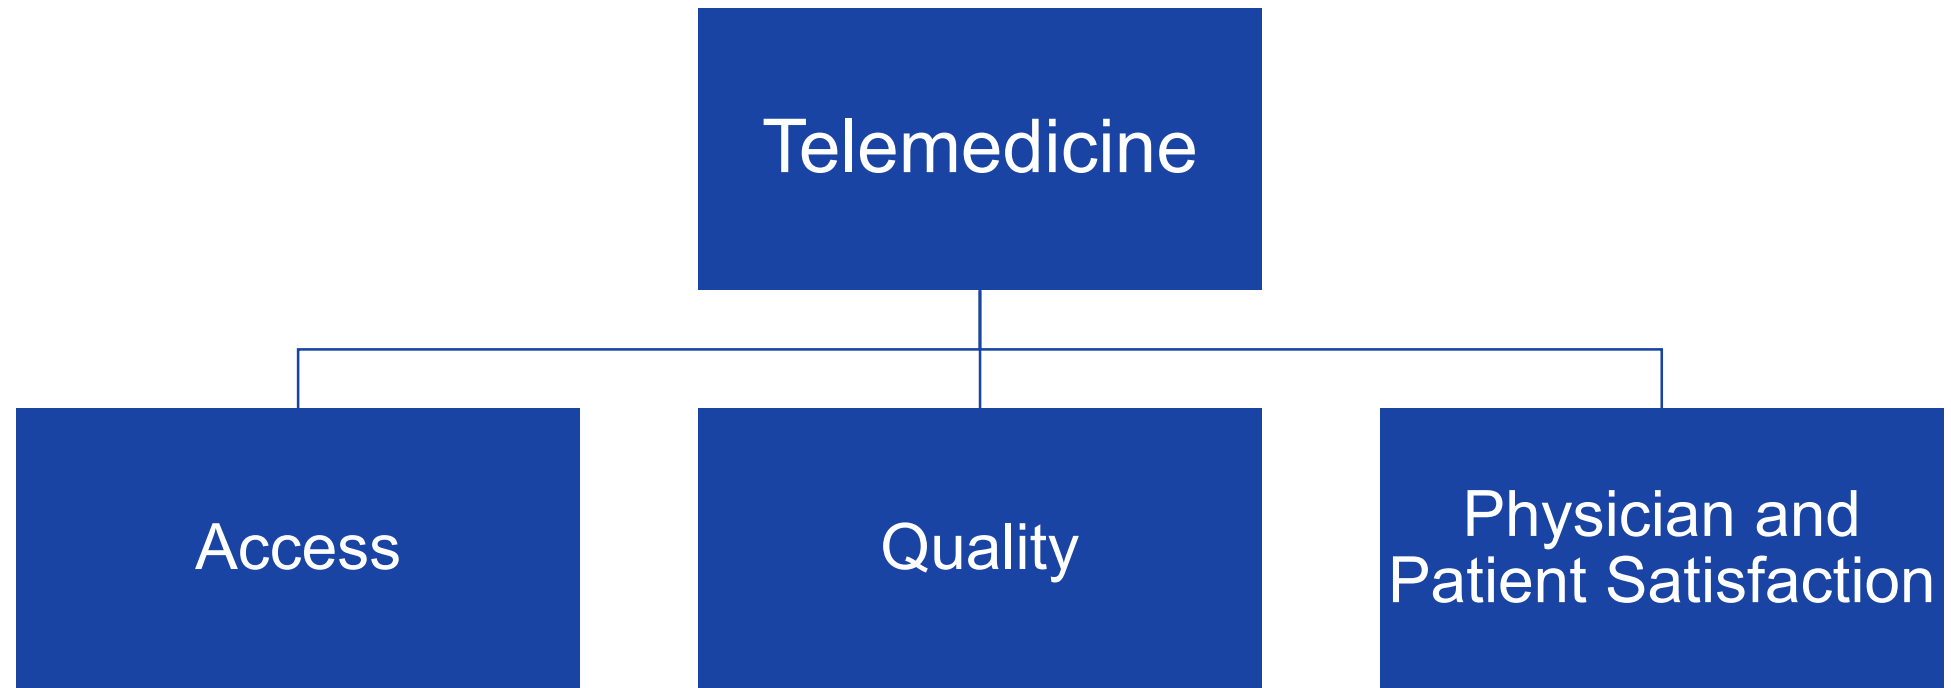 Telemedicine
Access
Quality
Physician and
Patient Satisfaction